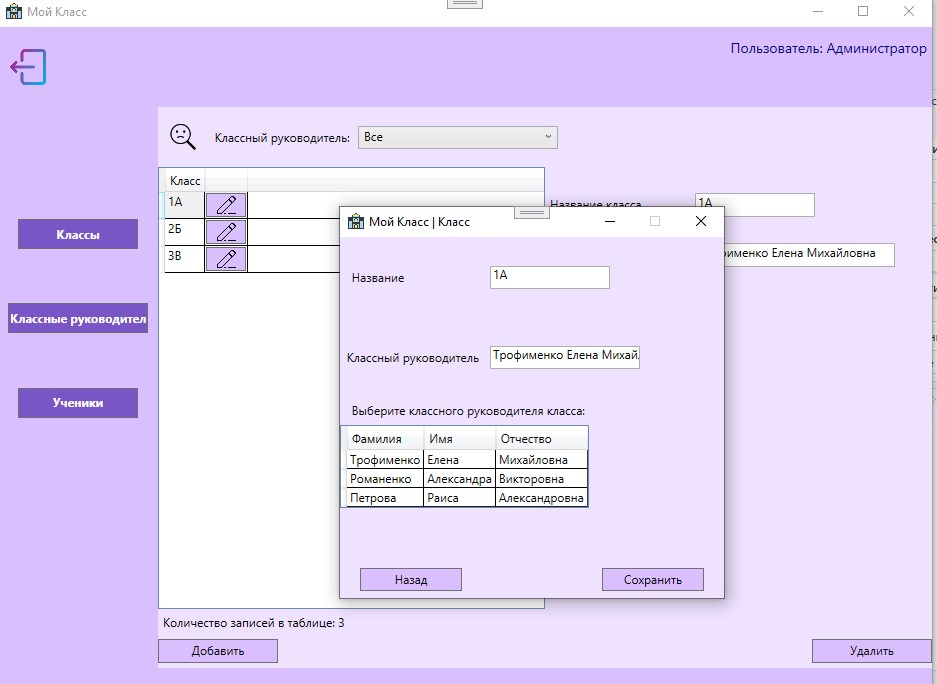 Мой Класс
Пользователь: Администратор
Классный руководитель: Все
Класс
1А
2Б
3В
Название класса 1А
Елена Михайловна
Классы
Классные руководител
Ученики
Мой Класс | Класс
Название 1А
Классный руководитель Трофименко Елена Михай
Выберите классного руководителя класса:
Фамилия Имя Отчество
Трофименко Елена Михайловна
Романенко Александра Викторовна
Петрова Раиса Александровна
Назад Сохранить
Количество записей в таблице: 3
Добавить Удалить